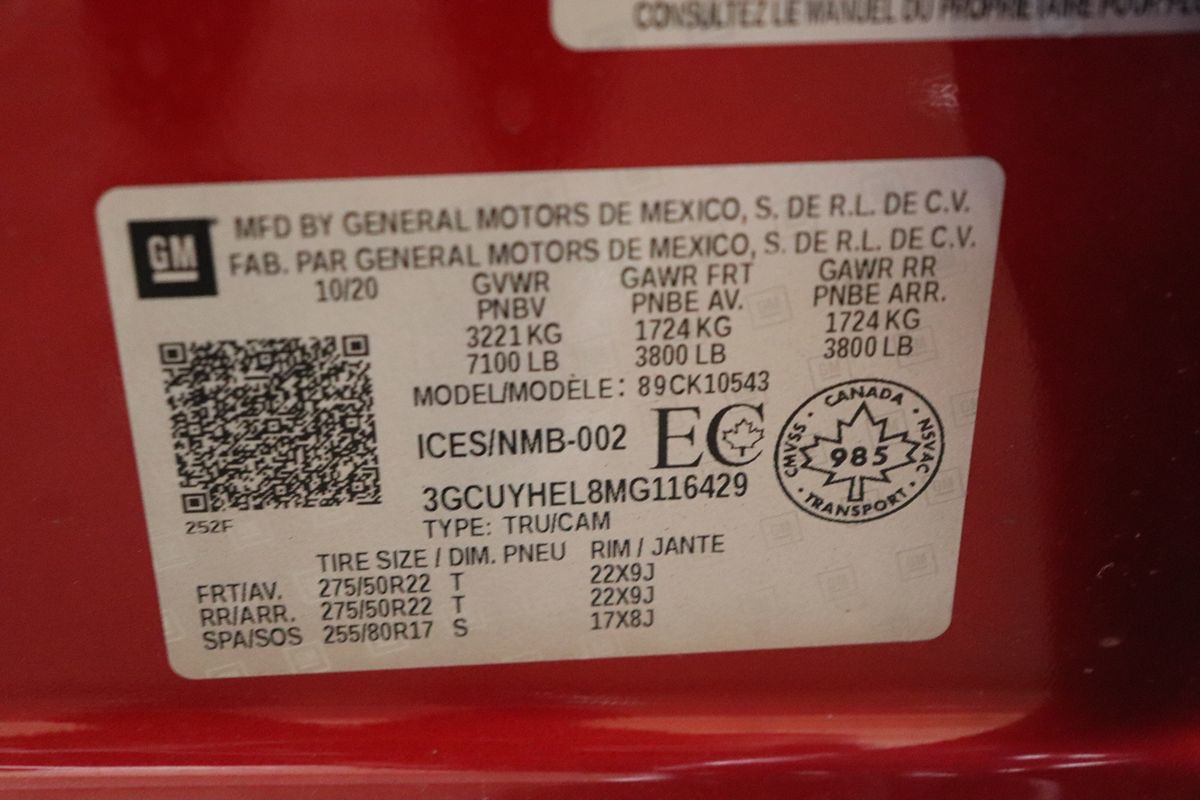 CONSULTEZ LE MANUEL DU PROPRIÉTAIRE POUR
GM
MFD BY GENERAL MOTORS DE MEXICO, S. DE R.L. DE C.V.
FAB. PAR GENERAL MOTORS DE MEXICO, S. DE R.L. DE C.V.
10/20 GVWR GAWR FRT GAWR RR
PNBV PNBE AV. PNBE ARR.
3221 KG 1724 KG 1724 KG
7100 LB 3800 LB 3800 LB
MODEL/MODÈLE: 89CK10543
ICES/NMB-002 EC
CANADA
CMVSS 985 NSVAC
TRANSPORT
3GCUYHEL8MG116429
252F
TYPE: TRU/CAM
TIRE SIZE / DIM. PNEU RIM / JANTE
FRT/AV. 275/50R22 T 22X9J
RR/ARR. 275/50R22 T 22X9J
SPA/SOS 255/80R17 S 17X8J